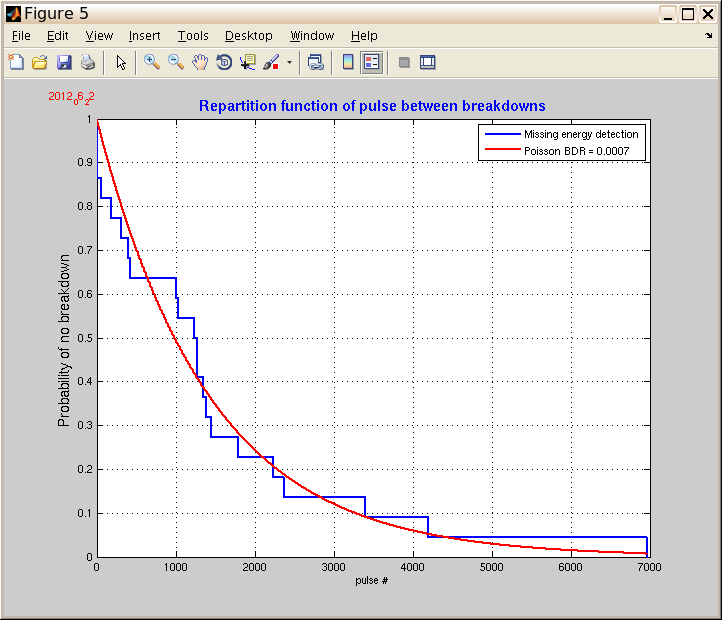 Figure 5
File Edit View Insert Tools Desktop Window Help
2012062
Repartition function of pulse between breakdowns
Missing energy detection
Poisson BDR = 0.0007
Probability of no breakdown
1
0.9
0.8
0.7
0.6
0.5
0.4
0.3
0.2
0.1
0
0 1000 2000 3000 4000 5000 6000 7000
pulse #